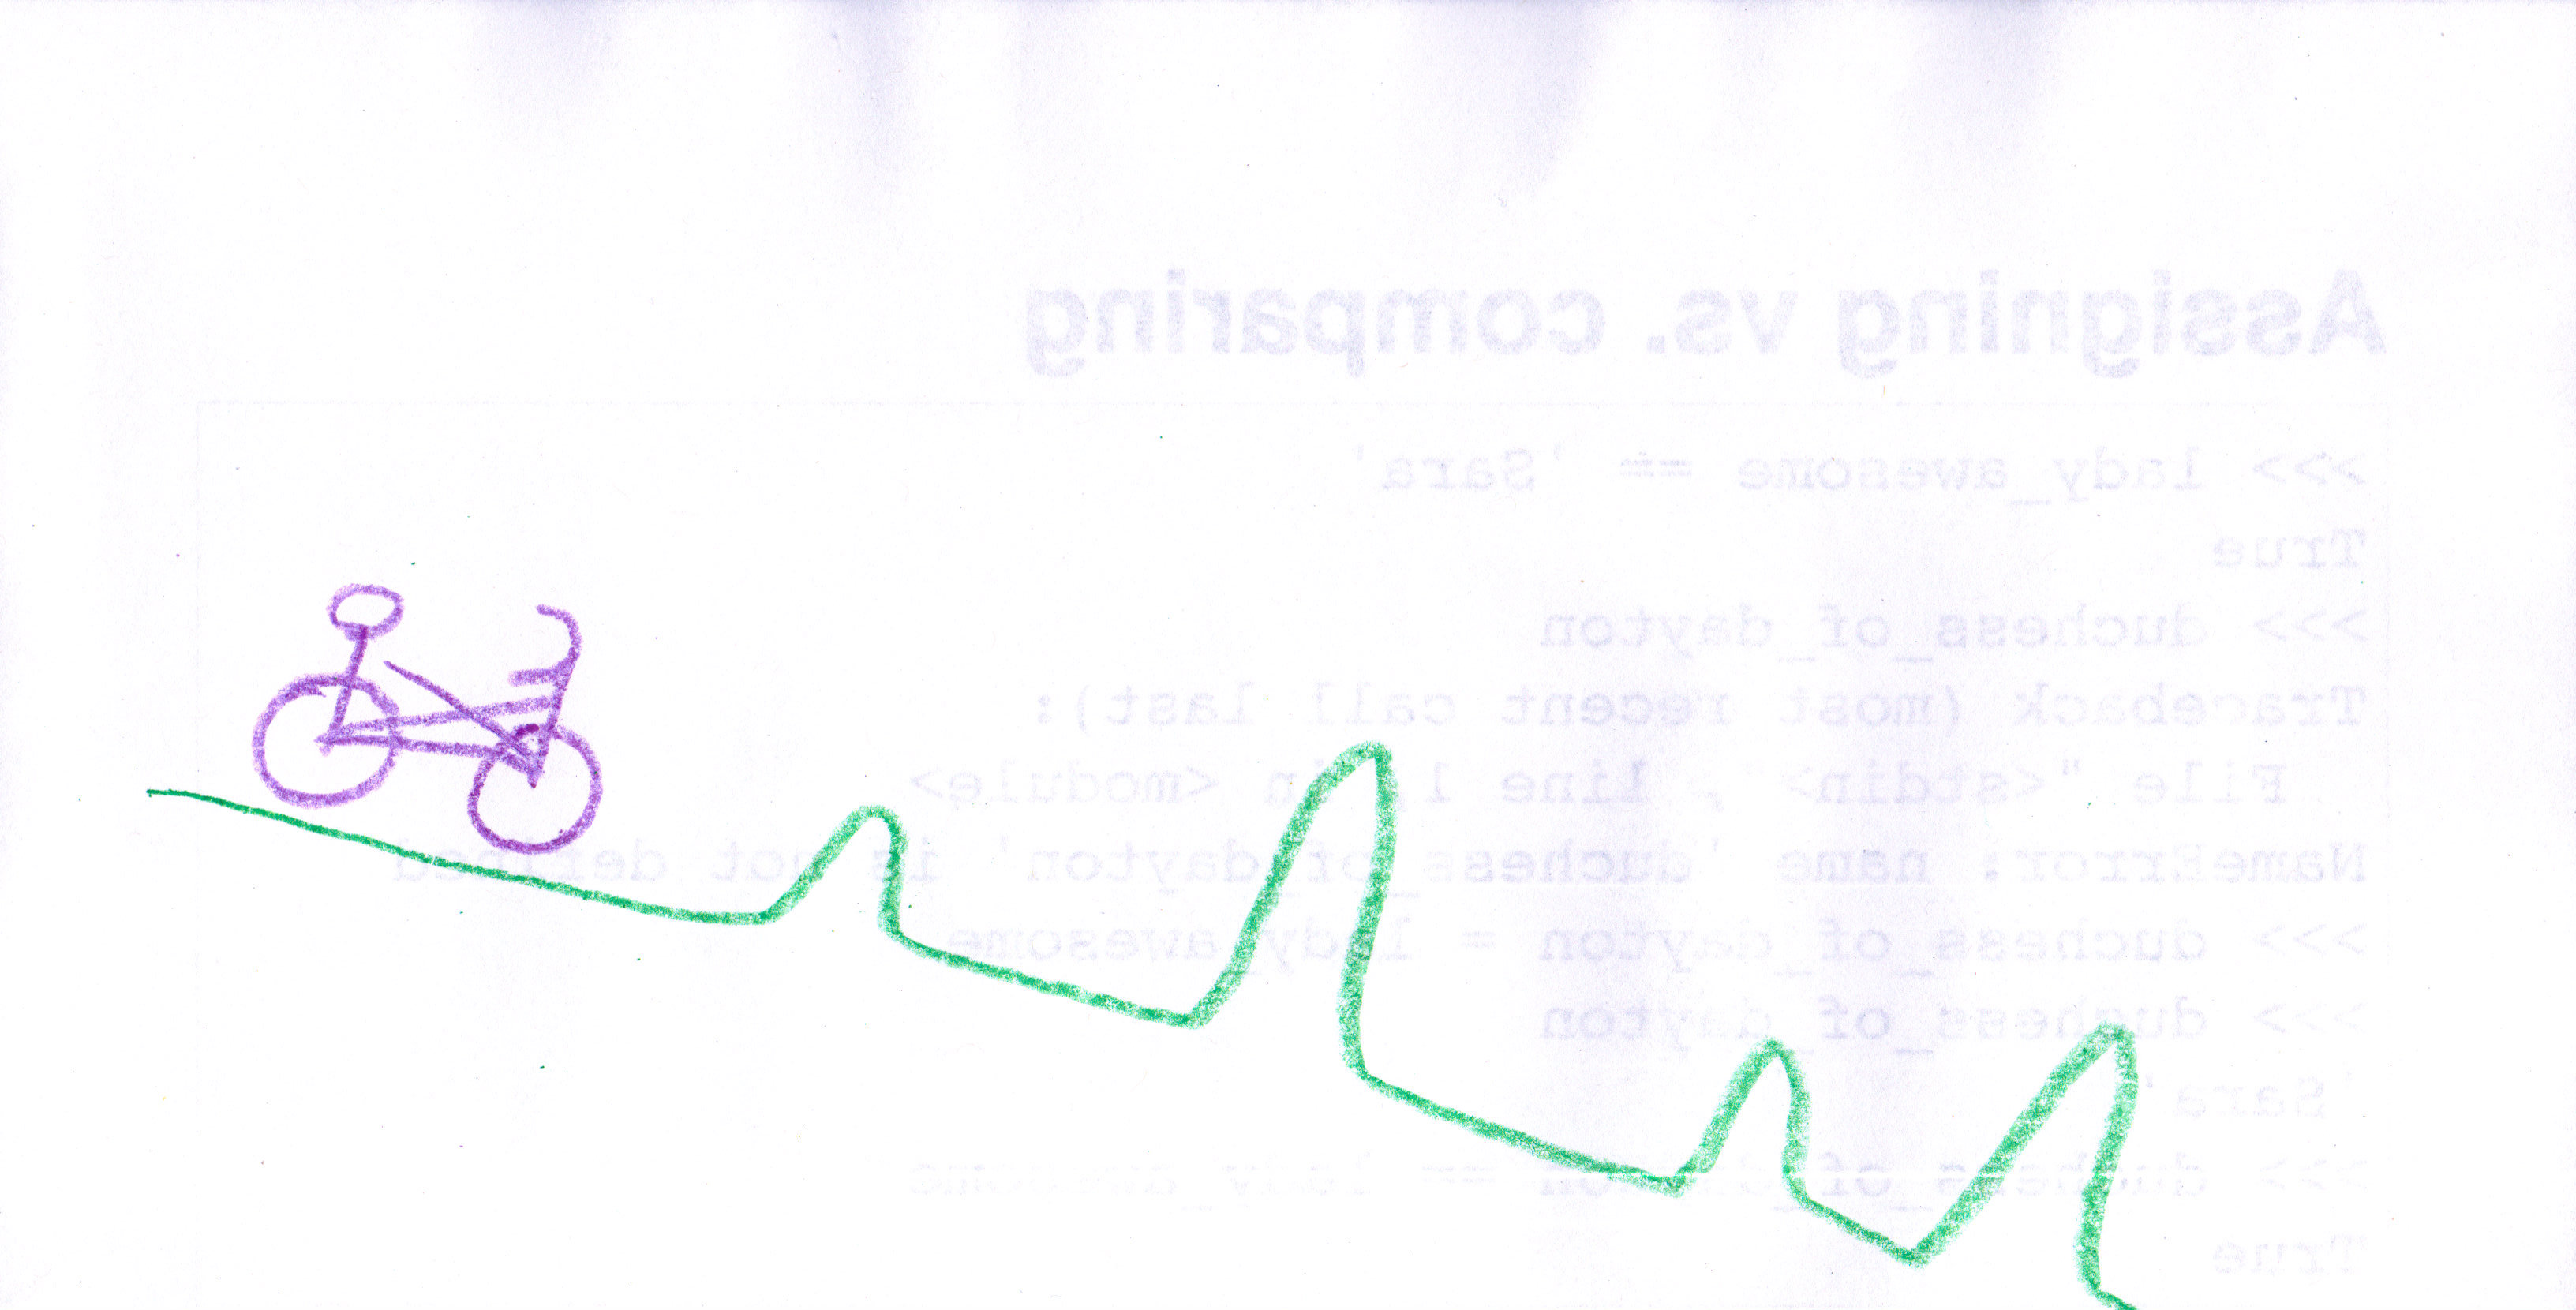 Assigning vs. comparing
>>> lady_awesome == 'Sara'
True
>>> duchess_of_dayton
Traceback (most recent call last):
File "<stdin>", line 1, in <module>
NameError: name 'duchess_of_dayton' is not defined
>>> duchess_of_dayton = lady_awesome
>>> duchess_of_dayton
'Sara'
>>> duchess_of_dayton == lady_awesome
True